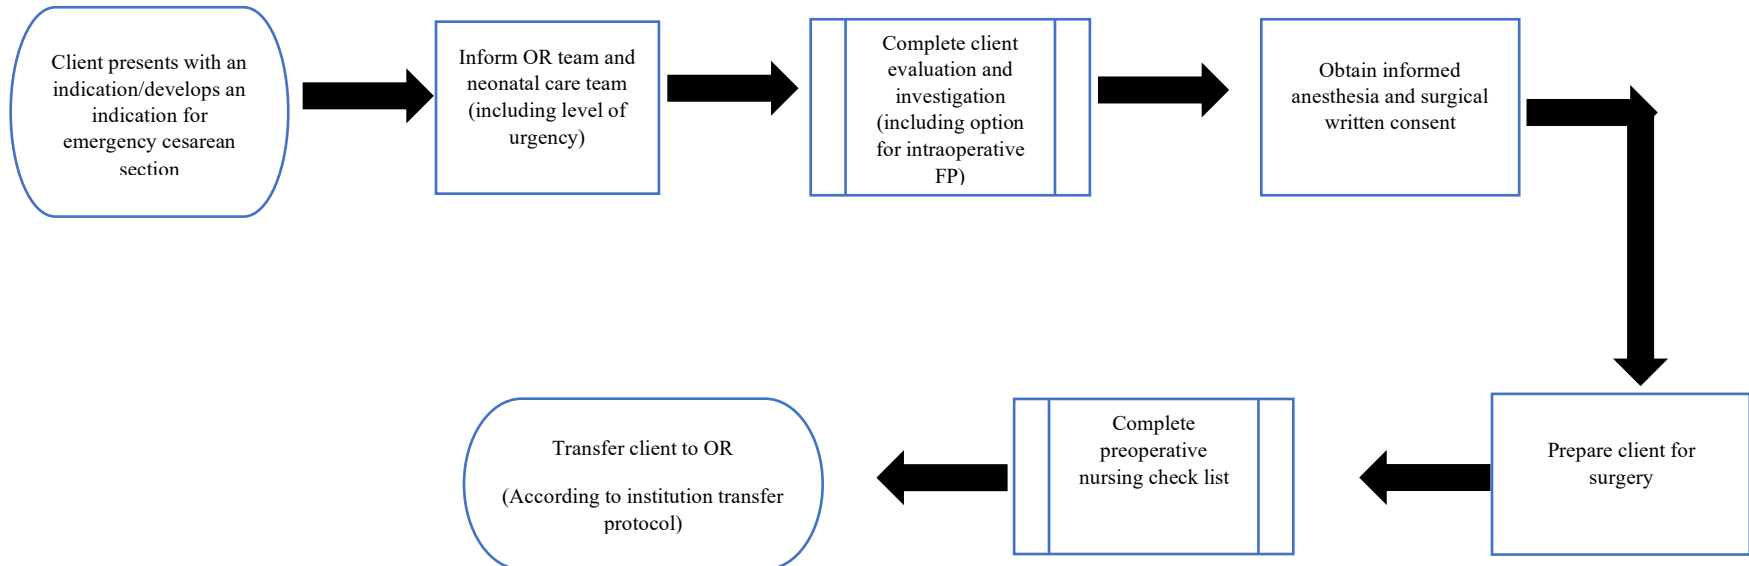 Client presents with an
indication/develops an
indication for
emergency cesarean
section
Inform OR team and
neonatal care team
(including level of
urgency)
Complete client
evaluation and
investigation
(including option
for intraoperative
FP)
Obtain informed
anesthesia and surgical
written consent
Prepare client for
surgery
Complete
preoperative
nursing check list
Transfer client to OR
(According to institution transfer
protocol)